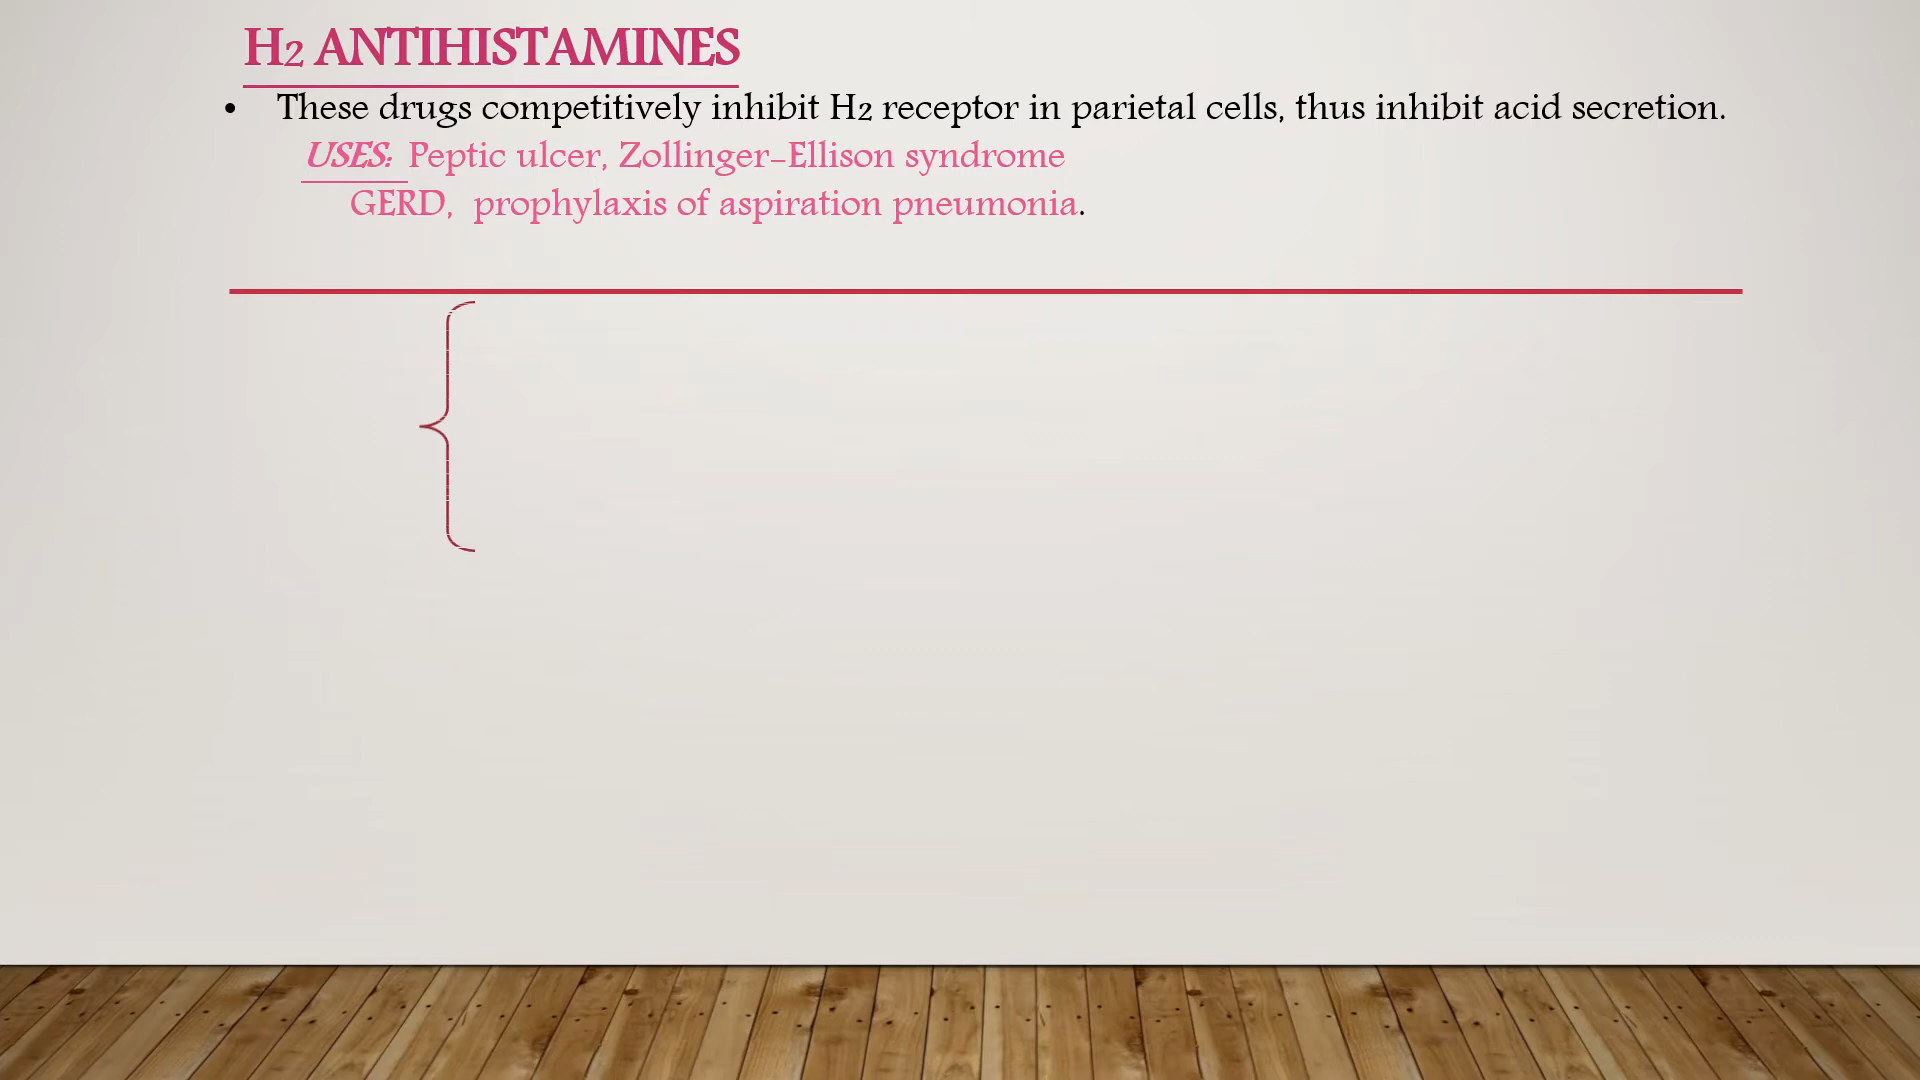 H2 ANTIHISTAMINES
• These drugs competitively inhibit H2 receptor in parietal cells, thus inhibit acid secretion.
USES: Peptic ulcer, Zollinger-Ellison syndrome
GERD, prophylaxis of aspiration pneumonia.